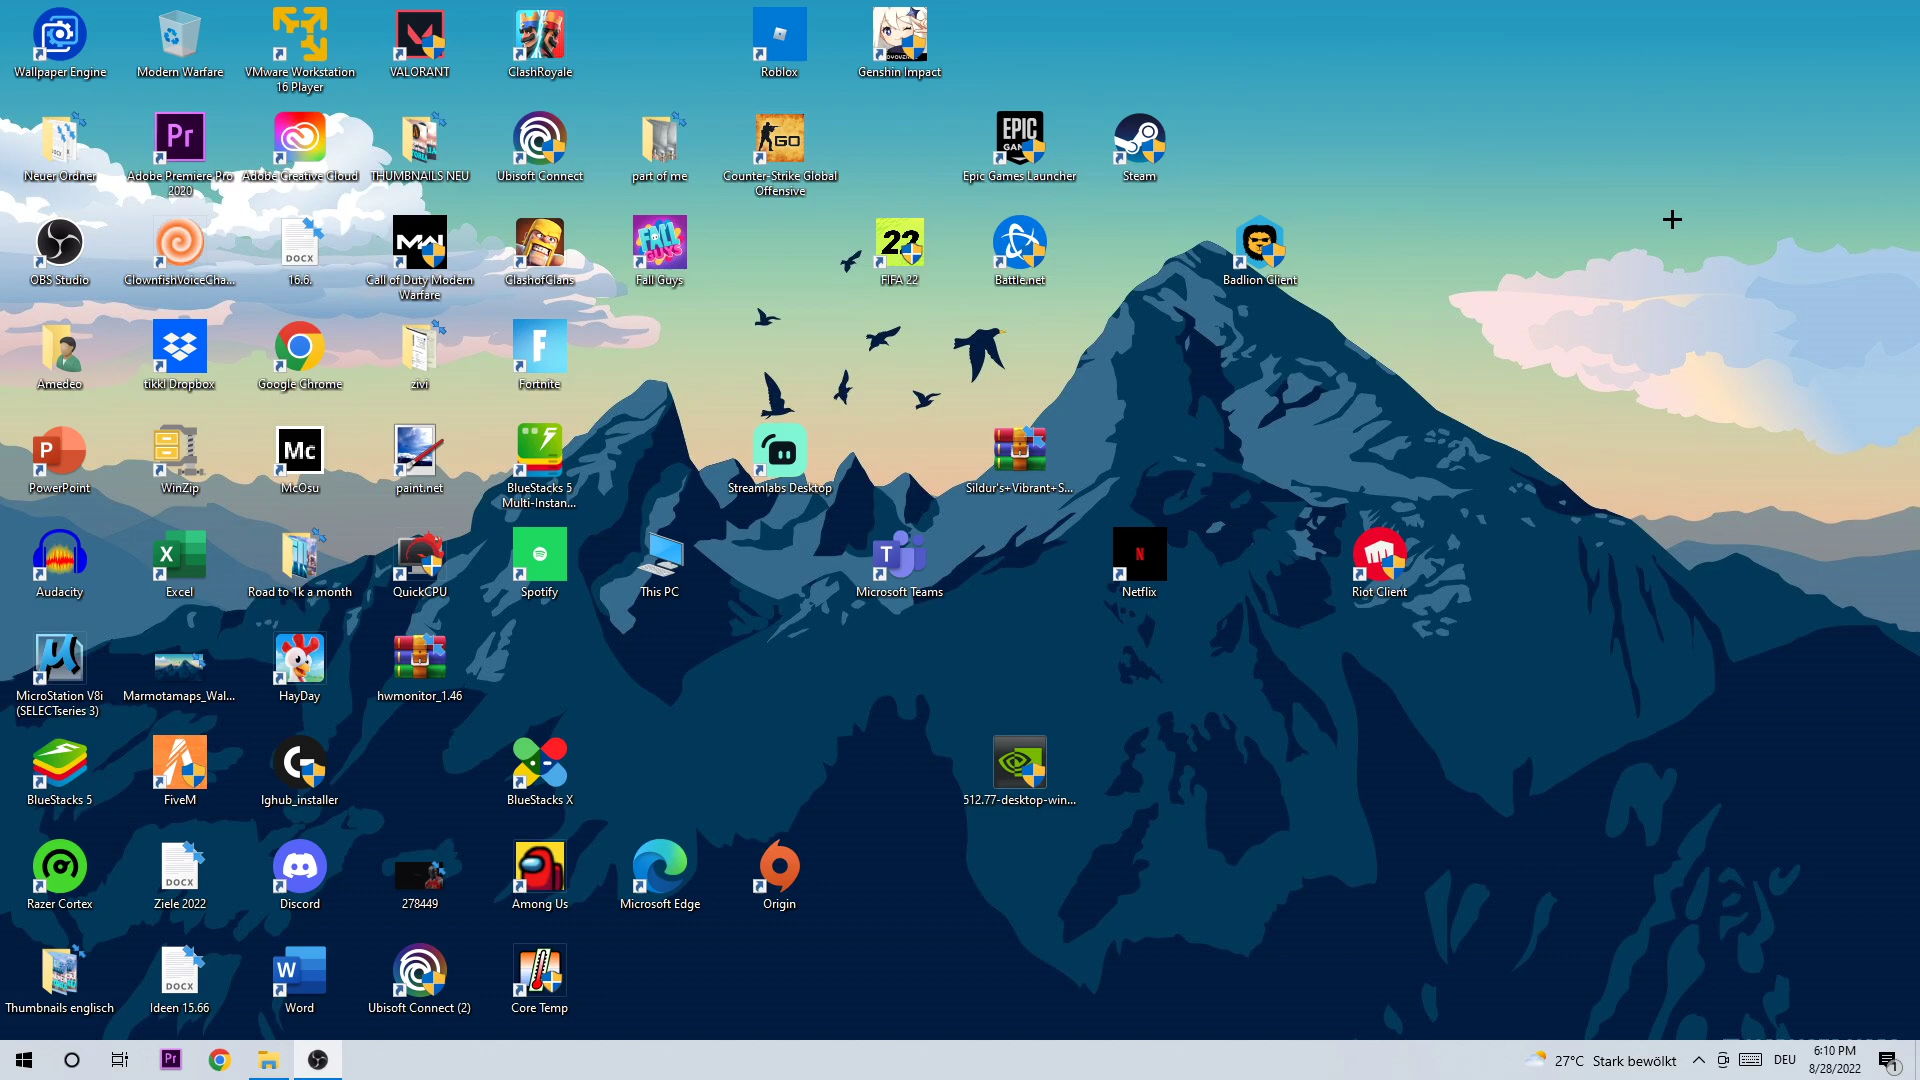 Wallpaper Engine
Modern Warfare
VMware Workstation
16 Player
VALORANT
ClashRoyale
Roblox
Genshin Impact
Neuer Ordner
Adobe Premiere Pro
2020
Adobe Creative Cloud
THUMBNAILS NEU
Ubisoft Connect
part of me
Counter-Strike Global
Offensive
Epic Games Launcher
Steam
OBS Studio
ClownfishVoiceCha...
16.6.
Call of Duty Modern
Warfare
ClashofClans
Fall Guys
FIFA 22
Battle.net
Badlion Client
Amedeo
tikkl Dropbox
Google Chrome
zivi
Fortnite
PowerPoint
WinZip
McOsu
paint.net
BlueStacks 5
Multi-Instan...
Streamlabs Desktop
Sildur's+Vibrant+S...
Audacity
Excel
Road to 1k a month
QuickCPU
Spotify
This PC
Microsoft Teams
Netflix
Riot Client
MicroStation V8i
(SELECTseries 3)
Marmotamaps_Wal...
HayDay
hwmonitor_1.46
BlueStacks 5
FiveM
lghub_installer
BlueStacks X
512.77-desktop-win...
Razer Cortex
Ziele 2022
Discord
278449
Among Us
Microsoft Edge
Origin
Thumbnails englisch
Ideen 15.66
Word
Ubisoft Connect (2)
Core Temp
27°C Stark bewölkt
DEU
6:10 PM
8/28/2022
1